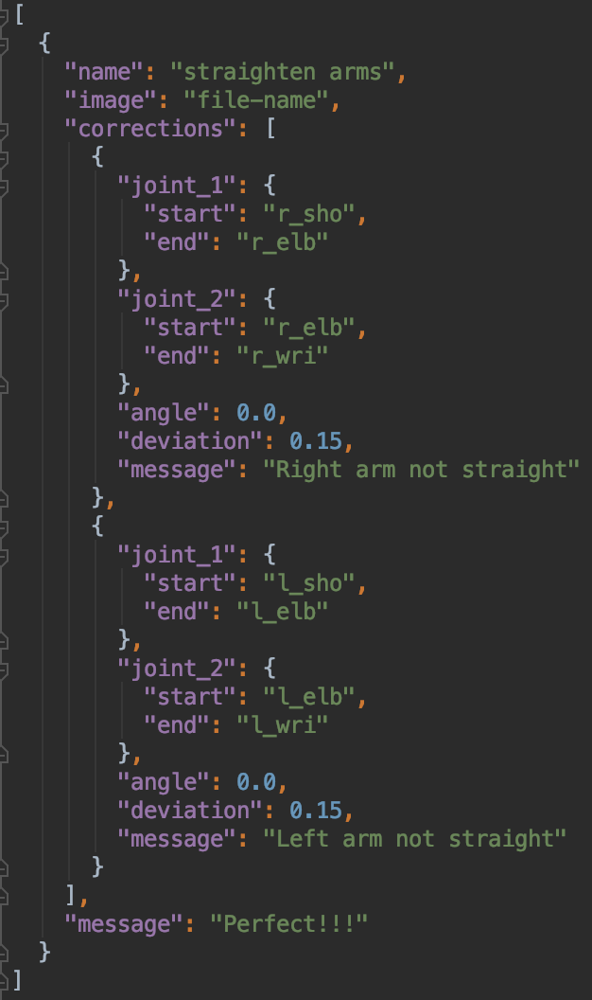 [
  {
    "name": "straighten arms",
    "image": "file-name",
    "corrections": [
      {
        "joint_1": {
          "start": "r_sho",
          "end": "r_elb"
        },
        "joint_2": {
          "start": "r_elb",
          "end": "r_wri"
        },
        "angle": 0.0,
        "deviation": 0.15,
        "message": "Right arm not straight"
      },
      {
        "joint_1": {
          "start": "l_sho",
          "end": "l_elb"
        },
        "joint_2": {
          "start": "l_elb",
          "end": "l_wri"
        },
        "angle": 0.0,
        "deviation": 0.15,
        "message": "Left arm not straight"
      }
    ],
    "message": "Perfect!!!"
  }
]